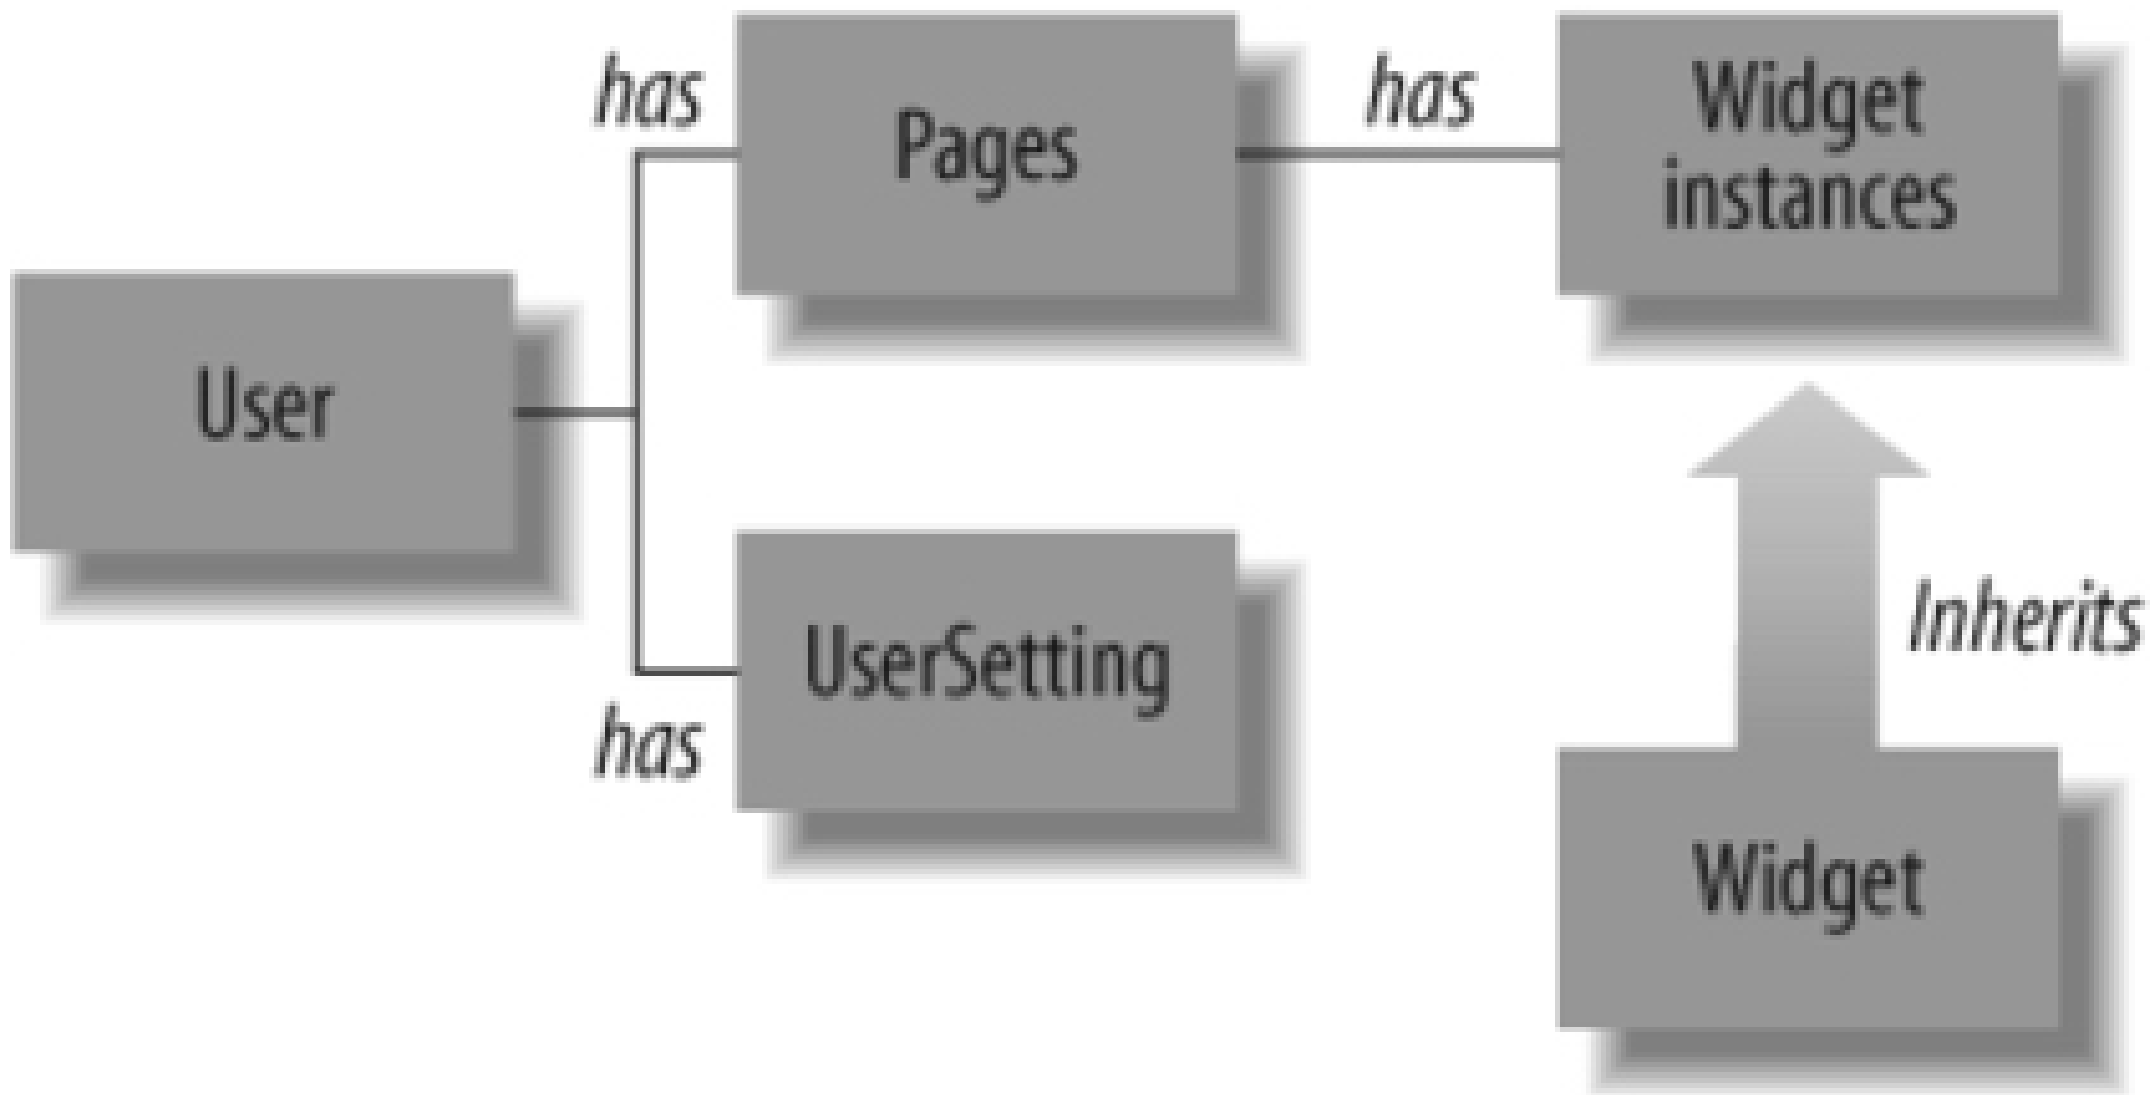 has
Pages
has
Widget
instances
User
UserSetting
has
Inherits
Widget